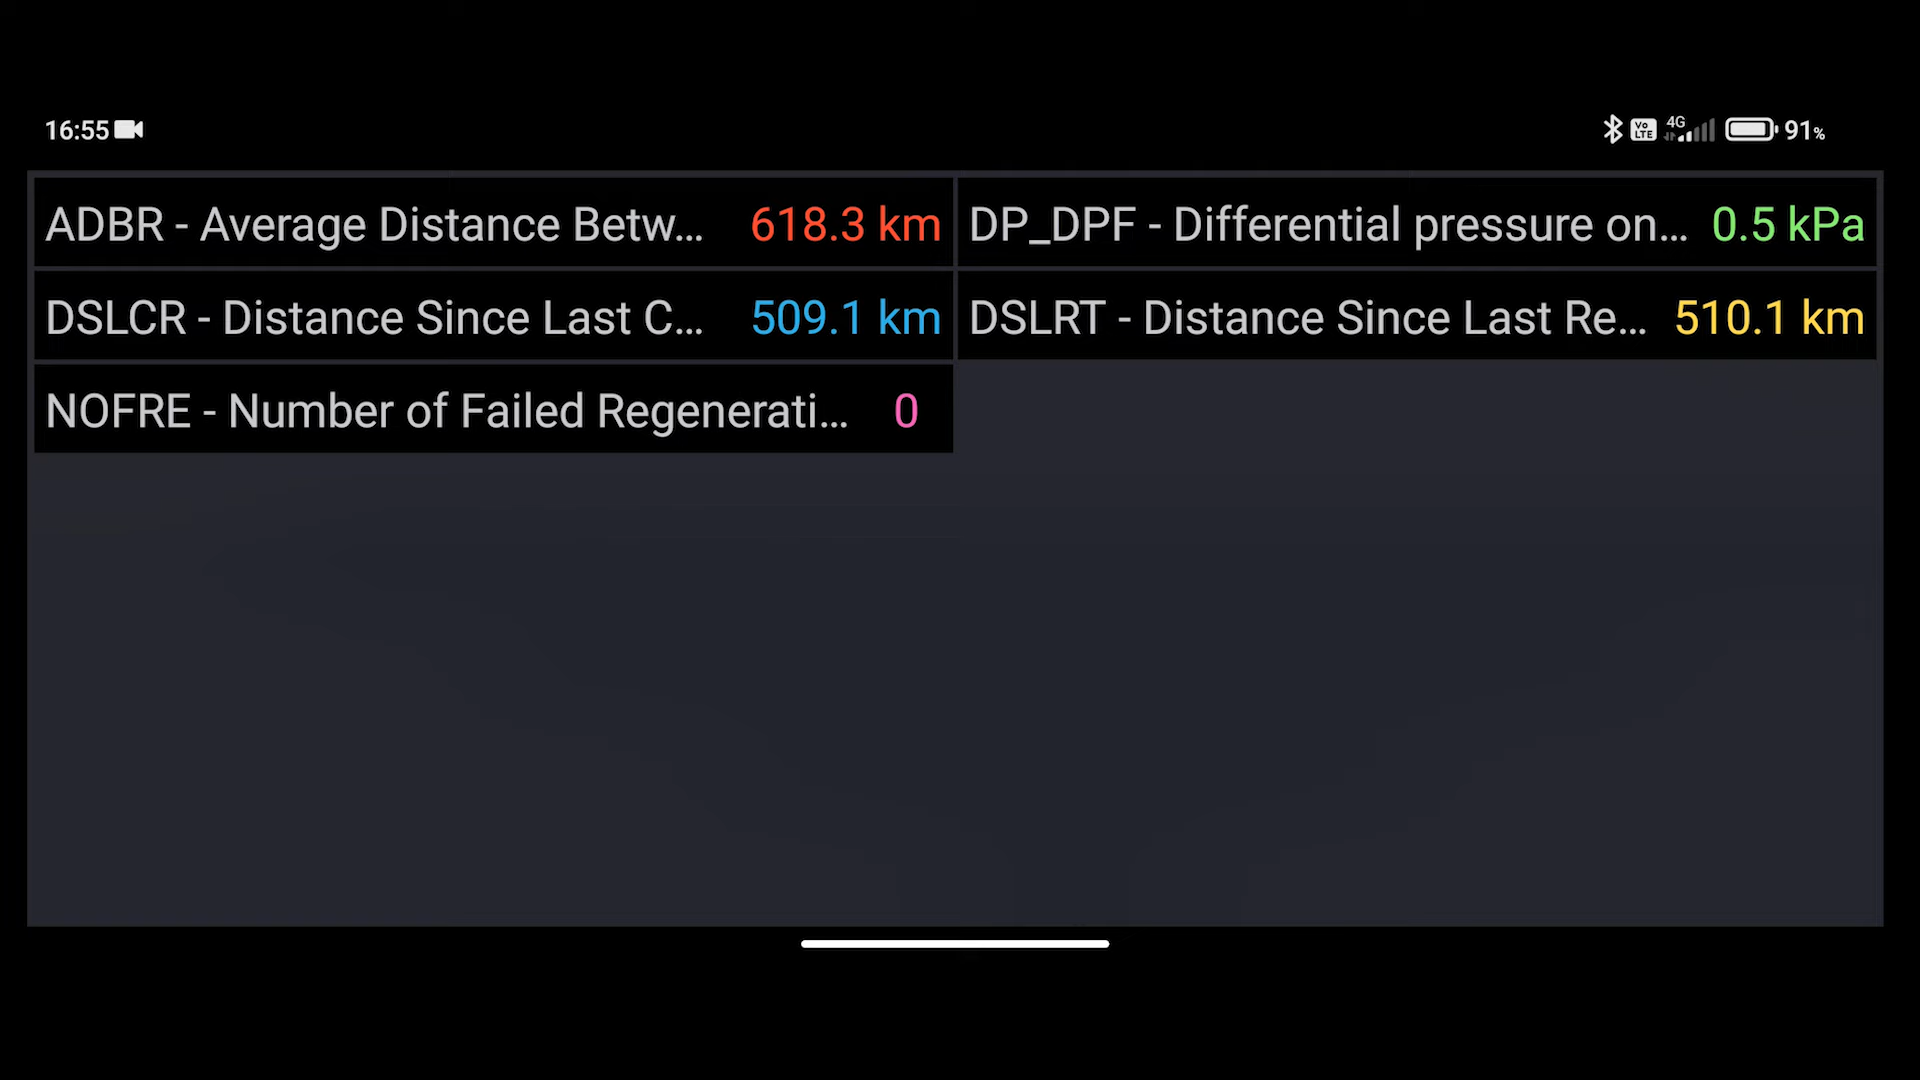 16:55
Vo LTE 4G 91%
ADBR - Average Distance Betw... 618.3 km
DP_DPF - Differential pressure on... 0.5 kPa
DSLCR - Distance Since Last C... 509.1 km
DSLRT - Distance Since Last Re... 510.1 km
NOFRE - Number of Failed Regenerati... 0